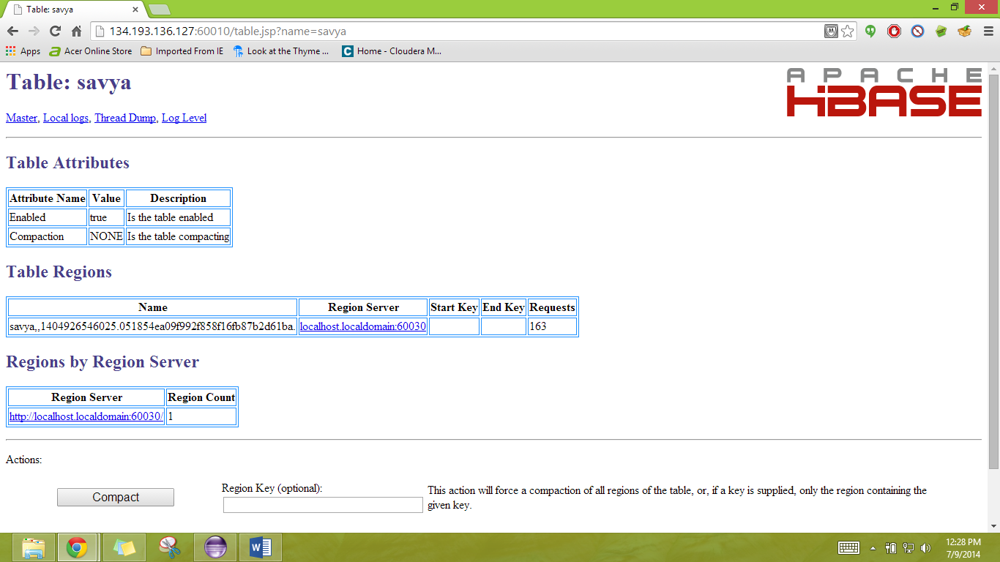 Table: savya
134.193.136.127:60010/table.jsp?name=savya
Apps Acer Online Store Imported From IE Look at the Thyme ... Home - Cloudera M...
Table: savya
APACHE
HBASE
Master, Local logs, Thread Dump, Log Level
Table Attributes
Attribute Name Value Description
Enabled true Is the table enabled
Compaction NONE Is the table compacting
Table Regions
Name Region Server Start Key End Key Requests
savya,,1404926546025.051854ea09f992f858f16fb87b2d61ba. localhost.localdomain:60030 163
Regions by Region Server
Region Server Region Count
http://localhost.localdomain:60030/ 1
Actions:
Compact
Region Key (optional):
This action will force a compaction of all regions of the table, or, if a key is supplied, only the region containing the
given key.
12:28 PM
7/9/2014